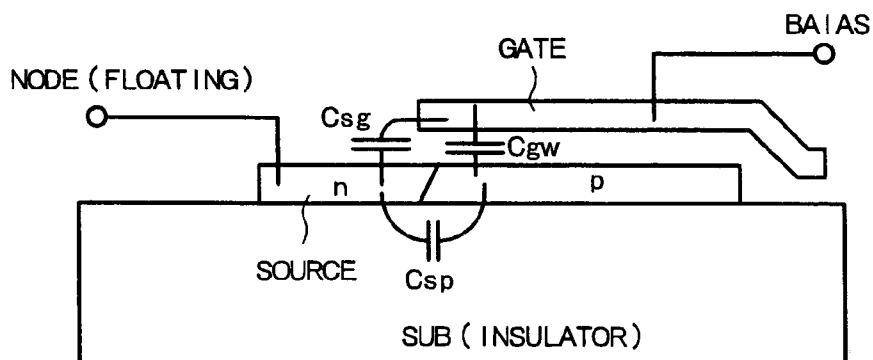 BAIAS
GATE
NODE (FLOATING)
Csg
Cgw
n
p
SOURCE
Csp
SUB (INSULATOR)